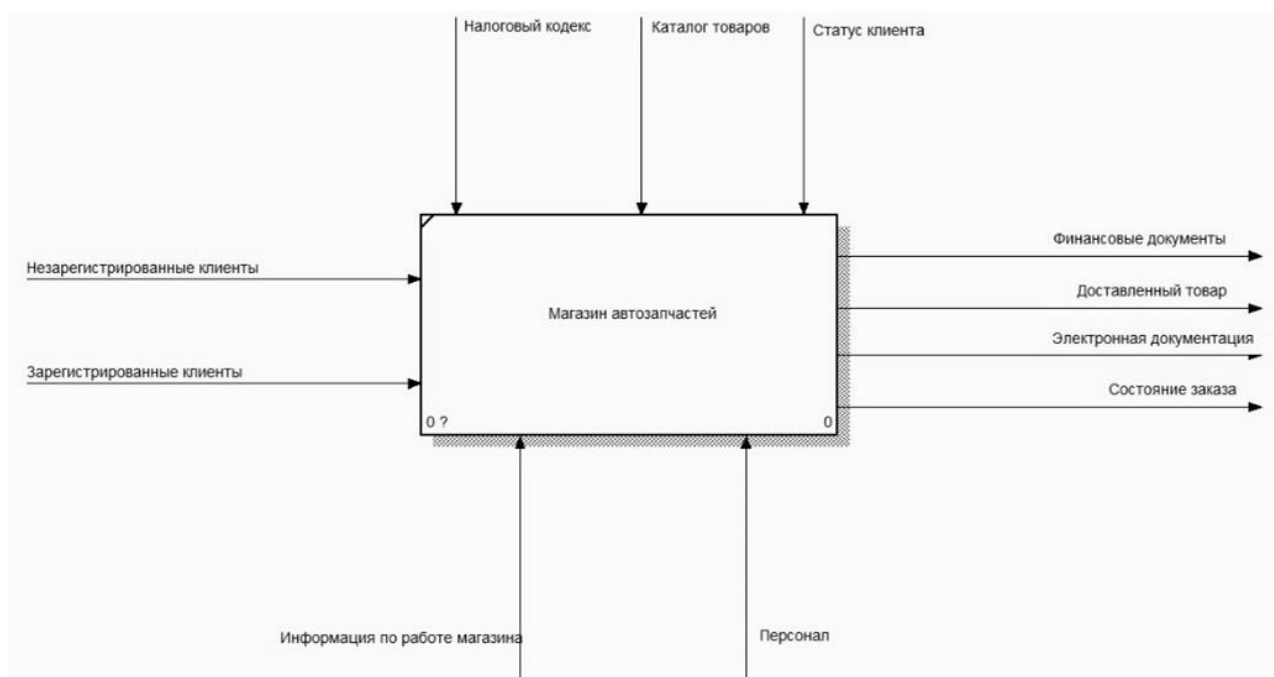 Налоговый кодекс
Каталог товаров
Статус клиента
Незарегистрированные клиенты
Зарегистрированные клиенты
Магазин автозапчастей
0 ?
0
Финансовые документы
Доставленный товар
Электронная документация
Состояние заказа
Информация по работе магазина
Персонал